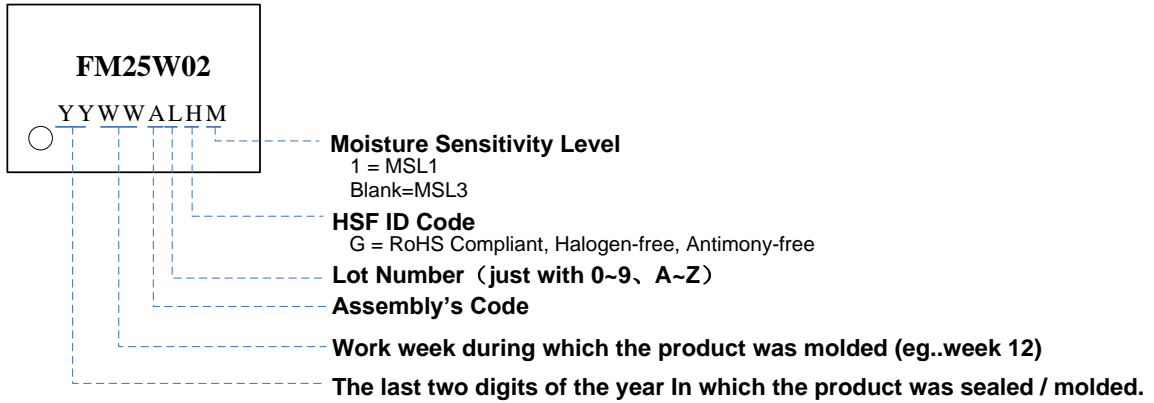 FM25W02
YYWWALHM
Moisture Sensitivity Level
1 = MSL1
Blank=MSL3
HSF ID Code
G = RoHS Compliant, Halogen-free, Antimony-free
Lot Number（just with 0~9、A~Z）
Assembly’s Code
Work week during which the product was molded (eg..week 12)
The last two digits of the year In which the product was sealed / molded.